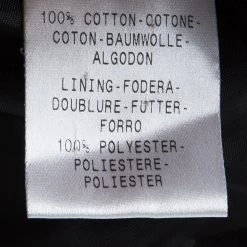 100% COTTON-COTONE-
COTON-BAUMWOLLE-
ALGODON
LINING-FODERA-
DOUBLURE-FUTTER-
FORRO
100% POLYESTER-
POLIESTERE-
POLIESTER